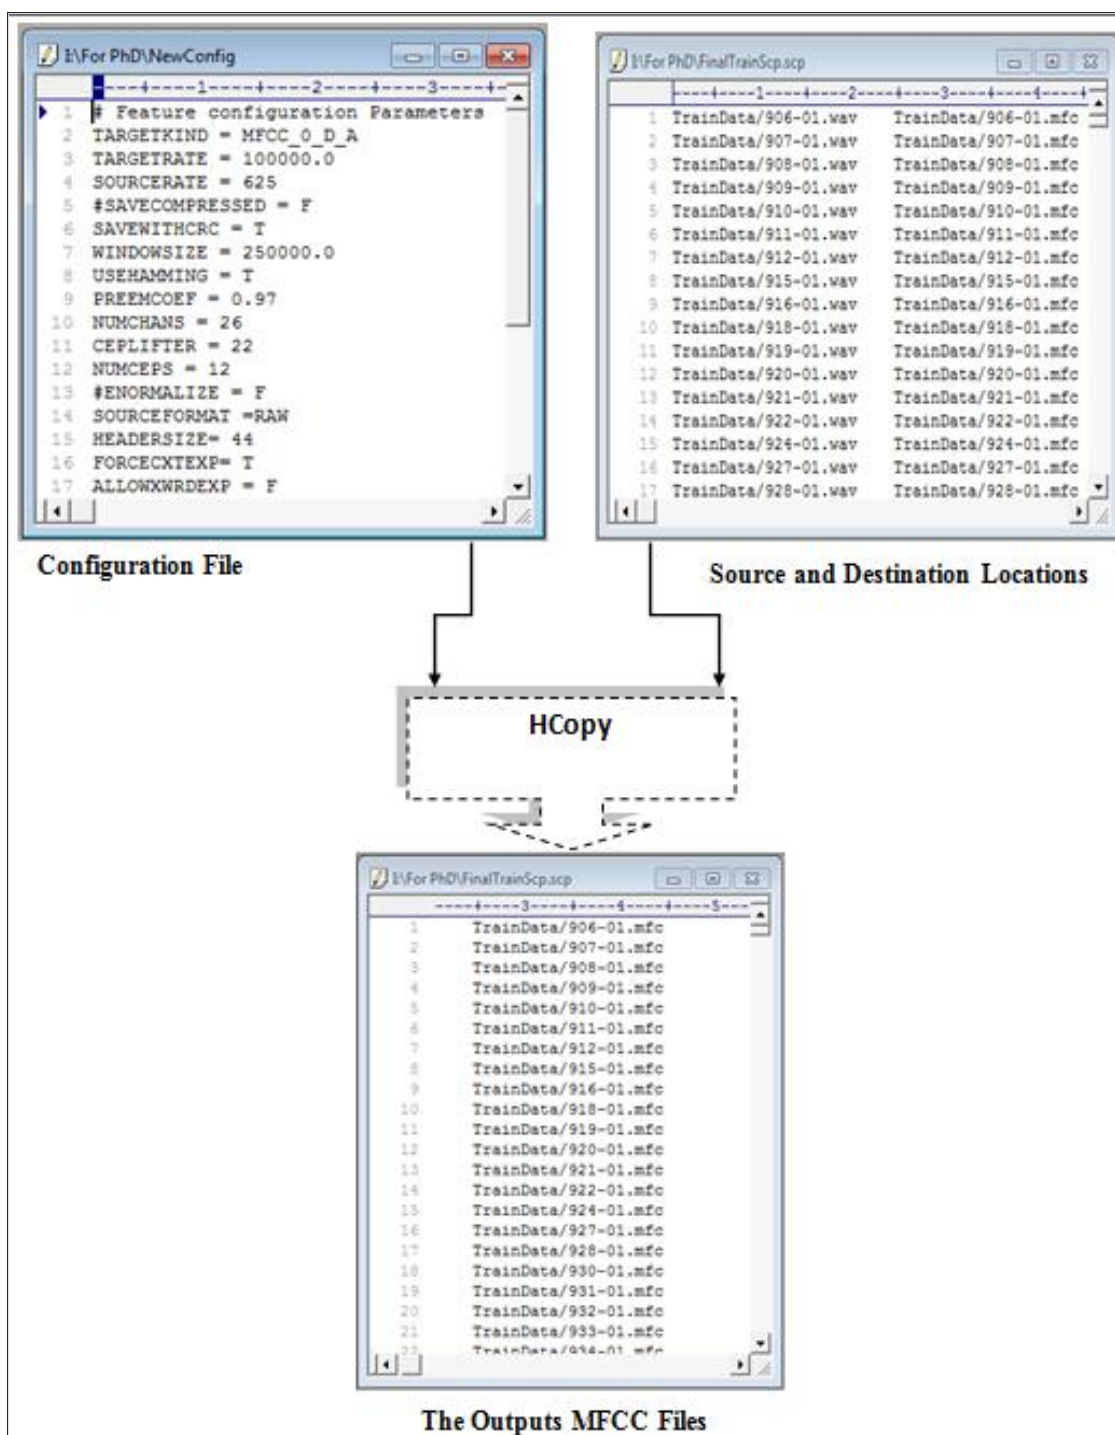 I:\For PhD\NewConfig
----+----1----+----2----+----3----+-
1 # Feature configuration Parameters
2 TARGETKIND = MFCC_0_D_A
3 TARGETRATE = 100000.0
4 SOURCERATE = 625
5 #SAVECOMPRESSED = F
6 SAVEWITHCRC = T
7 WINDOWSIZE = 250000.0
8 USEHAMMING = T
9 PREEMCOEF = 0.97
10 NUMCHANS = 26
11 CEPLIFTER = 22
12 NUMCEPS = 12
13 #ENORMALIZE = F
14 SOURCEFORMAT =RAW
15 HEADERSIZE= 44
16 FORCECXTEXP= T
17 ALLOWXWRDEXP = F
Configuration File
I:\For PhD\FinalTrainScp.scp
----+----1----+----2----+----3----+----4----+
1 TrainData/906-01.wav TrainData/906-01.mfc
2 TrainData/907-01.wav TrainData/907-01.mfc
3 TrainData/908-01.wav TrainData/908-01.mfc
4 TrainData/909-01.wav TrainData/909-01.mfc
5 TrainData/910-01.wav TrainData/910-01.mfc
6 TrainData/911-01.wav TrainData/911-01.mfc
7 TrainData/912-01.wav TrainData/912-01.mfc
8 TrainData/915-01.wav TrainData/915-01.mfc
9 TrainData/916-01.wav TrainData/916-01.mfc
10 TrainData/918-01.wav TrainData/918-01.mfc
11 TrainData/919-01.wav TrainData/919-01.mfc
12 TrainData/920-01.wav TrainData/920-01.mfc
13 TrainData/921-01.wav TrainData/921-01.mfc
14 TrainData/922-01.wav TrainData/922-01.mfc
15 TrainData/924-01.wav TrainData/924-01.mfc
16 TrainData/927-01.wav TrainData/927-01.mfc
17 TrainData/928-01.wav TrainData/928-01.mfc
Source and Destination Locations
HCopy
I:\For PhD\FinalTrainScp.scp
----+----3----+----4----+----5---
1 TrainData/906-01.mfc
2 TrainData/907-01.mfc
3 TrainData/908-01.mfc
4 TrainData/909-01.mfc
5 TrainData/910-01.mfc
6 TrainData/911-01.mfc
7 TrainData/912-01.mfc
8 TrainData/915-01.mfc
9 TrainData/916-01.mfc
10 TrainData/918-01.mfc
11 TrainData/919-01.mfc
12 TrainData/920-01.mfc
13 TrainData/921-01.mfc
14 TrainData/922-01.mfc
15 TrainData/924-01.mfc
16 TrainData/927-01.mfc
17 TrainData/928-01.mfc
18 TrainData/930-01.mfc
19 TrainData/931-01.mfc
20 TrainData/932-01.mfc
21 TrainData/933-01.mfc
22 TrainData/934-01.mfc
The Outputs MFCC Files